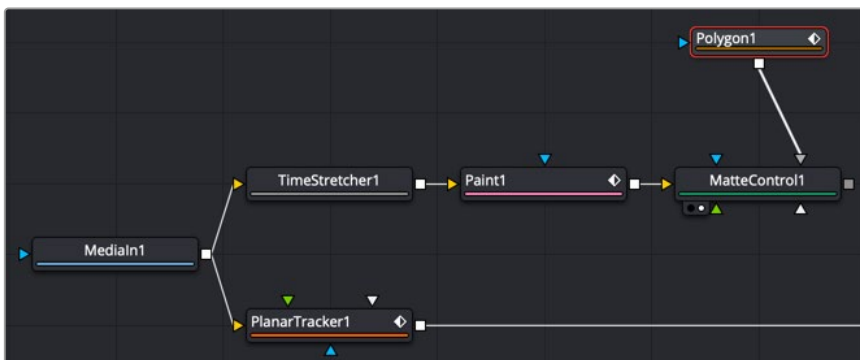 Polygon1
TimeStretcher1
Paint1
MatteControl1
MediaIn1
PlanarTracker1